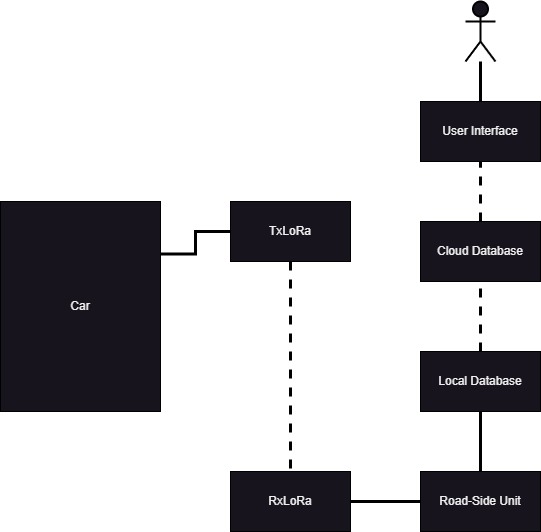 User Interface
TxLoRa
Cloud Database
Car
Local Database
RxLoRa
Road-Side Unit